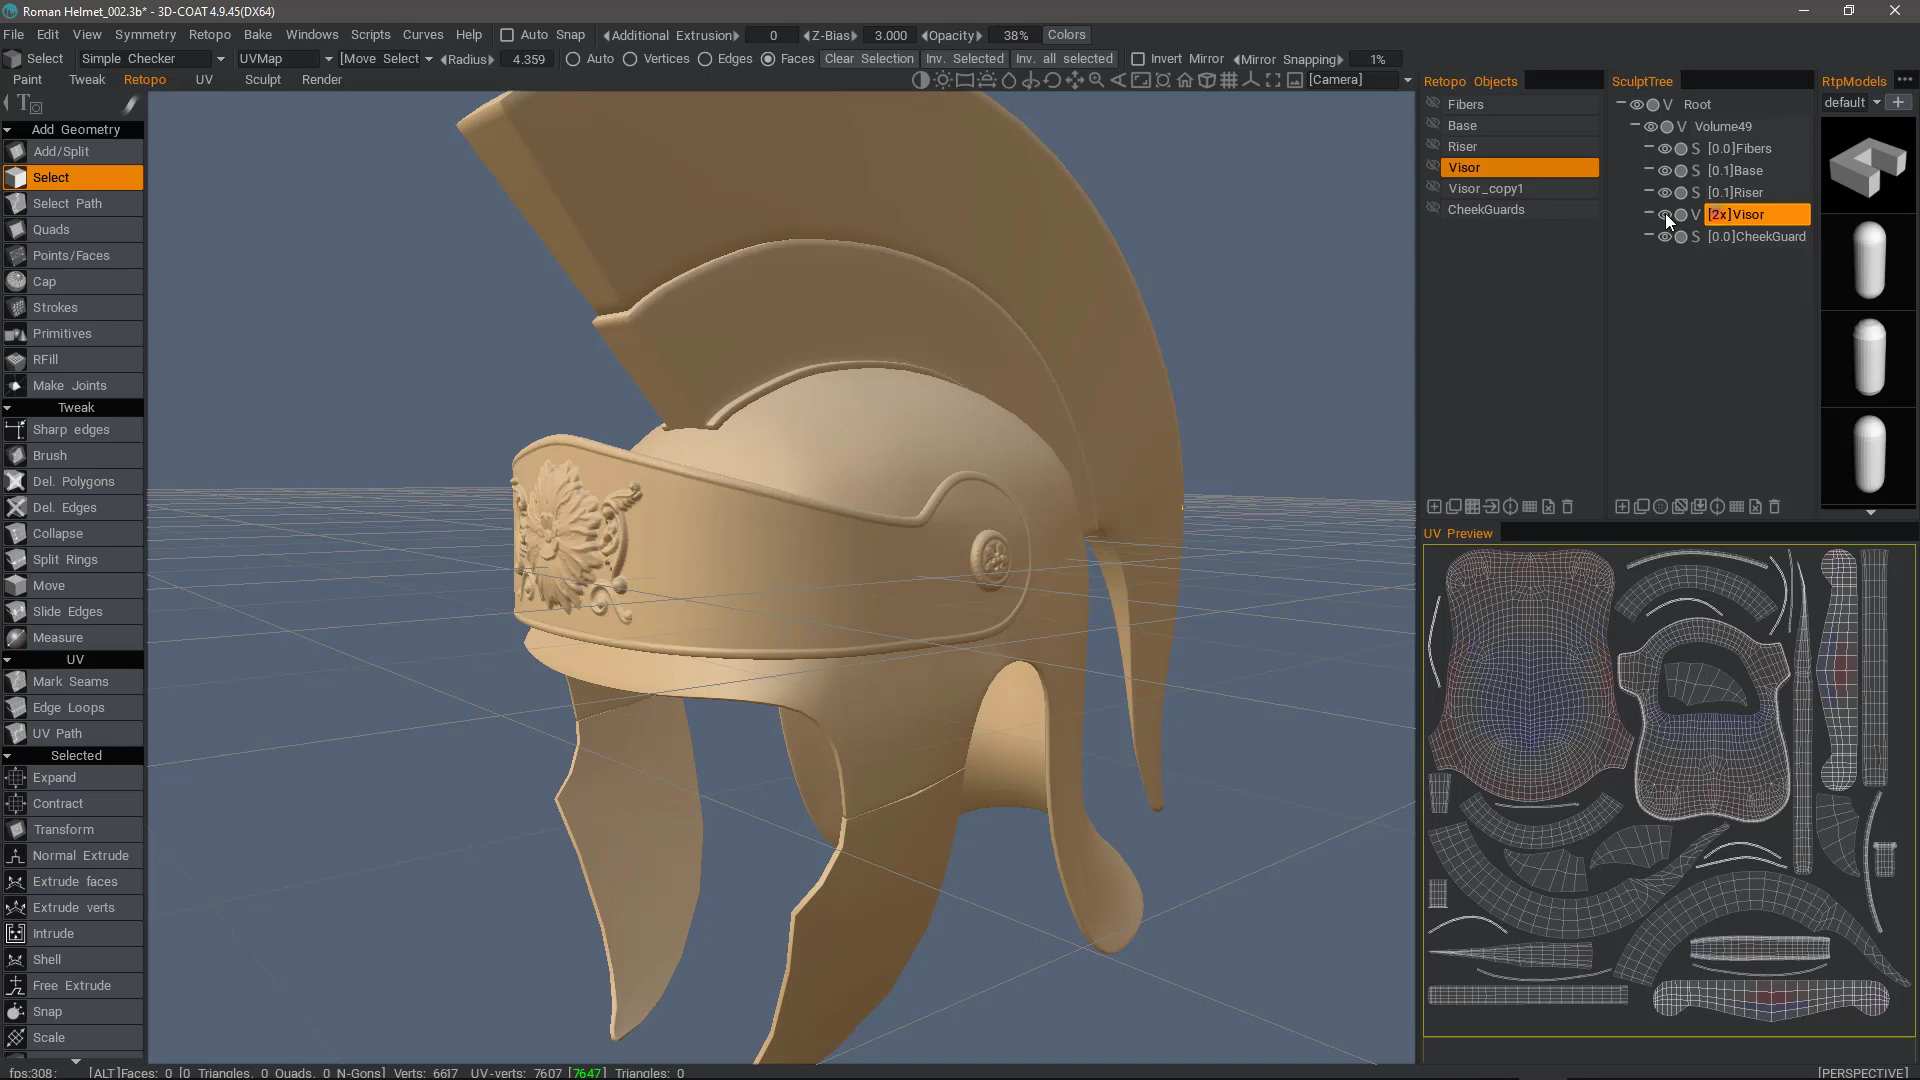 Roman Helmet_002.3b* - 3D-COAT 4.9.45(DX64)
File Edit View Symmetry Retopo Bake Windows Scripts Curves Help Auto Snap Additional Extrusion 0 Z-Bias 3.000 Opacity 38% Colors
Select Simple Checker UVMap [Move Select Radius 4.359 Auto Vertices Edges Faces Clear Selection Inv. Selected Inv. all selected Invert Mirror Mirror Snapping 1%
Paint Tweak Retopo UV Sculpt Render [Camera]
Retopo Objects SculptTree RtpModels
Add Geometry
Add/Split
Select
Select Path
Quads
Points/Faces
Cap
Strokes
Primitives
RFill
Make Joints
Tweak
Sharp edges
Brush
Del. Polygons
Del. Edges
Collapse
Split Rings
Move
Slide Edges
Measure
UV
Mark Seams
Edge Loops
UV Path
Selected
Expand
Contract
Transform
Normal Extrude
Extrude faces
Extrude verts
Intrude
Shell
Free Extrude
Snap
Scale
Fibers
Base
Riser
Visor
Visor_copy1
CheekGuards
V Root
V Volume49
S [0.0]Fibers
S [0.1]Base
S [0.1]Riser
V [2x]Visor
S [0.0]CheekGuard
default
UV Preview
fps:308; [ALT]Faces: 0 [0 Triangles, 0 Quads, 0 N-Gons] Verts: 6617 UV-verts: 7607 [7647] Triangles: 0 [PERSPECTIVE]